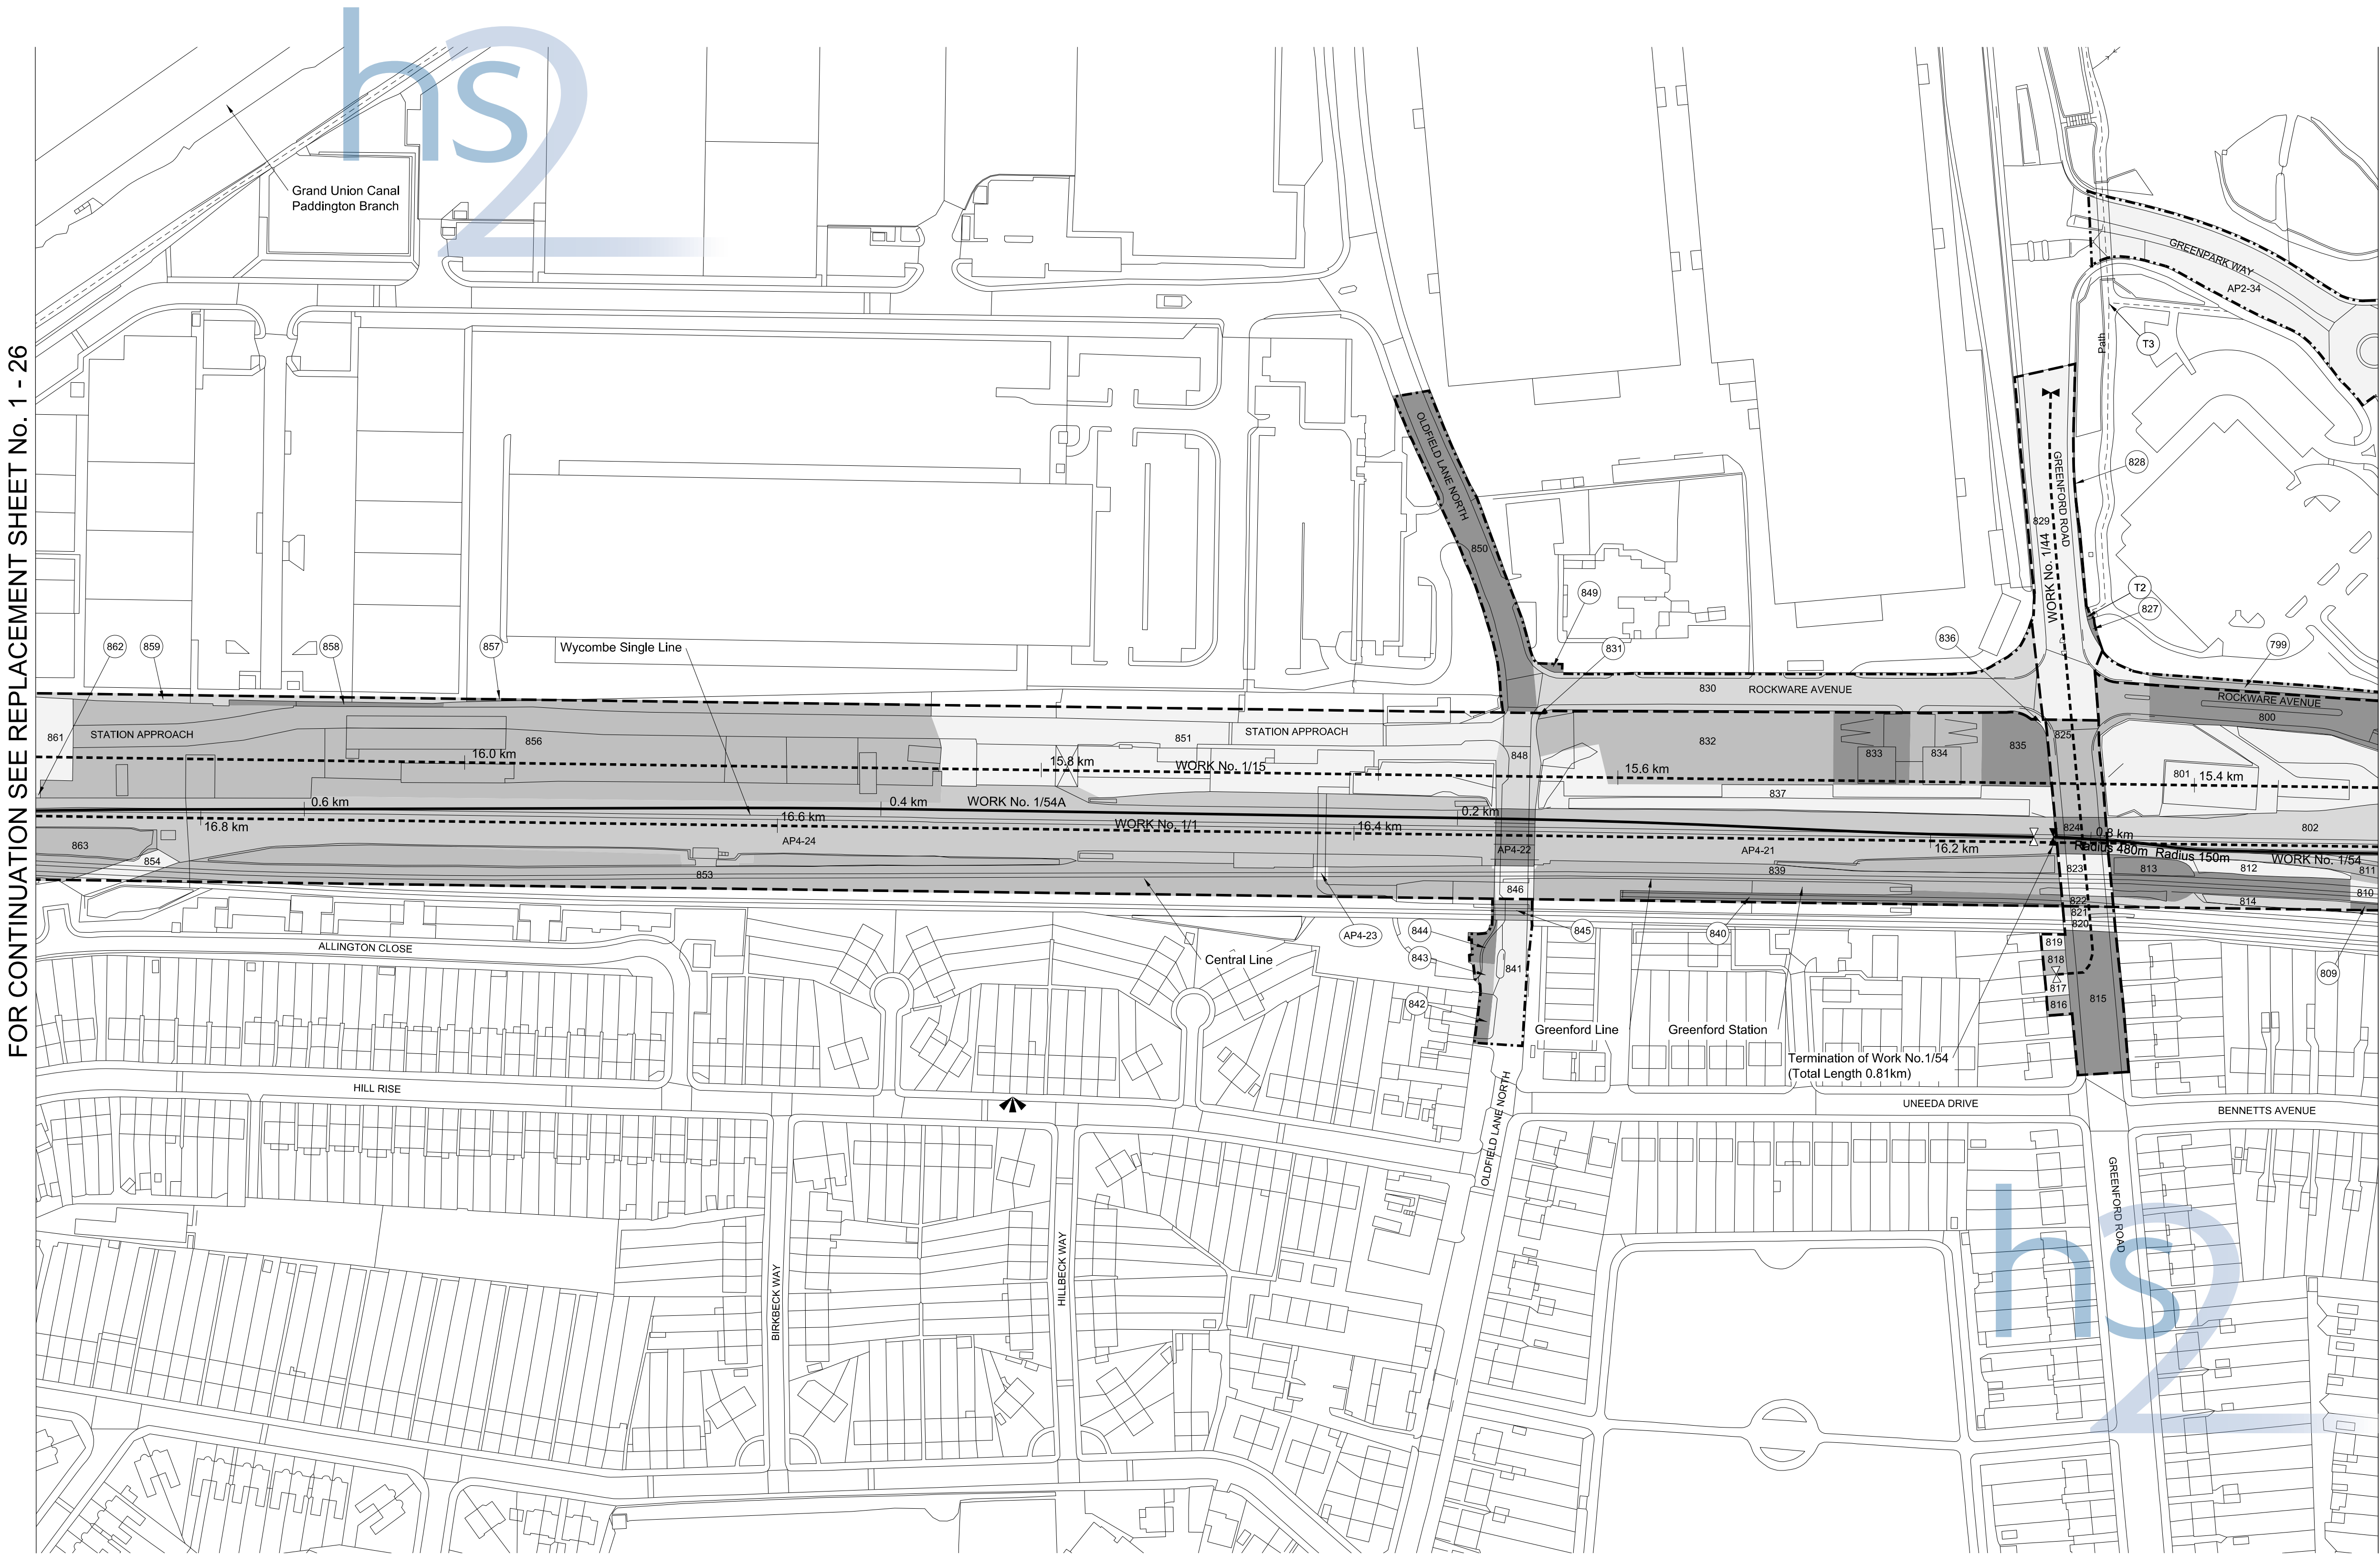 hs2
FOR CONTINUATION SEE REPLACEMENT SHEET No. 1 - 26
Grand Union Canal
Paddington Branch
GREENPARK WAY
AP2-34
T3
Path
OLDFIELD LANE NORTH
850
828
GREENFORD ROAD
829
WORK No. 1/44
849
T2
827
836
799
862
859
858
857
Wycombe Single Line
831
830
ROCKWARE AVENUE
ROCKWARE AVENUE
800
861
STATION APPROACH
856
851
STATION APPROACH
848
832
833
834
835
825
16.0 km
15.8 km
WORK No. 1/15
15.6 km
801
15.4 km
837
0.6 km
0.4 km
WORK No. 1/54A
0.2 km
16.8 km
16.6 km
WORK No. 1/1
16.4 km
824
0.8 km
802
863
854
AP4-24
AP4-22
AP4-21
16.2 km
Radius 480m
Radius 150m
WORK No. 1/54
853
839
823
813
812
811
846
810
822
814
821
820
ALLINGTON CLOSE
Central Line
AP4-23
844
845
840
843
841
819
818
817
816
815
809
842
Greenford Line
Greenford Station
Termination of Work No.1/54
(Total Length 0.81km)
HILL RISE
OLDFIELD LANE NORTH
UNEEDA DRIVE
BENNETTS AVENUE
BIRKBECK WAY
HILLBECK WAY
GREENFORD ROAD
hs2